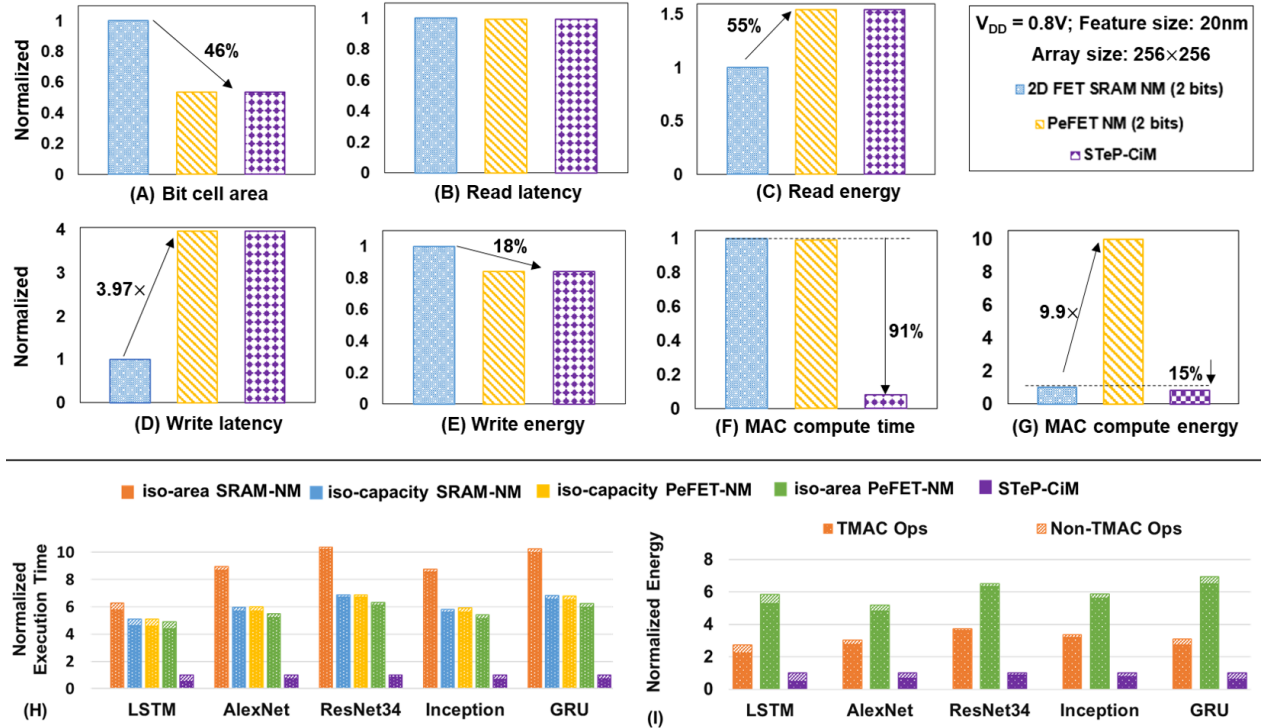 Normalized
1
0.8
0.6
0.4
0.2
0
46%
(A) Bit cell area
1
0.8
0.6
0.4
0.2
0
(B) Read latency
1.5
1
0.5
0
55%
(C) Read energy
V_DD = 0.8V; Feature size: 20nm
Array size: 256×256
2D FET SRAM NM (2 bits)
PeFET NM (2 bits)
STeP-CiM
Normalized
4
3
2
1
0
3.97×
(D) Write latency
1
0.8
0.6
0.4
0.2
0
18%
(E) Write energy
1
0.8
0.6
0.4
0.2
0
91%
(F) MAC compute time
10
8
6
4
2
0
9.9×
15%
(G) MAC compute energy
iso-area SRAM-NM iso-capacity SRAM-NM iso-capacity PeFET-NM iso-area PeFET-NM STeP-CiM
Normalized
Execution Time
10
8
6
4
2
0
(H)
LSTM AlexNet ResNet34 Inception GRU
TMAC Ops Non-TMAC Ops
Normalized Energy
8
6
4
2
0
(I)
LSTM AlexNet ResNet34 Inception GRU